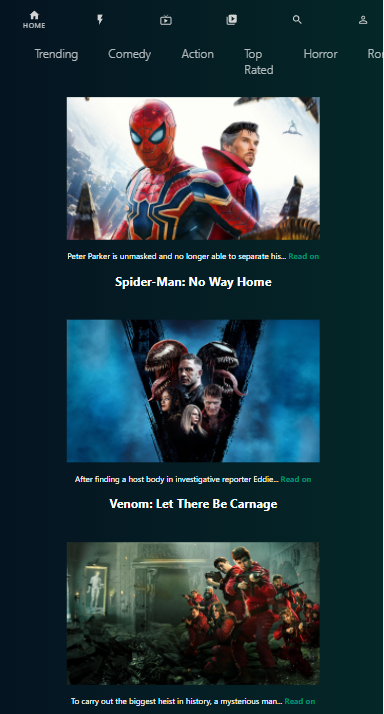 HOME
Trending Comedy Action Top Rated Horror
Peter Parker is unmasked and no longer able to separate his... Read on
Spider-Man: No Way Home
After finding a host body in investigative reporter Eddie... Read on
Venom: Let There Be Carnage
To carry out the biggest heist in history, a mysterious man... Read on